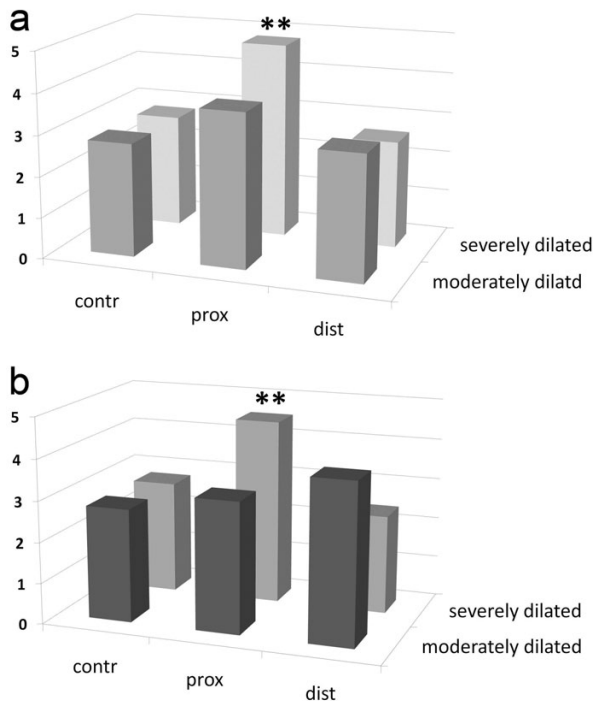 a
**
5
4
3
2
1
0
severely dilated
moderately dilatd
contr
prox
dist
b
**
5
4
3
2
1
0
severely dilated
moderately dilated
contr
prox
dist